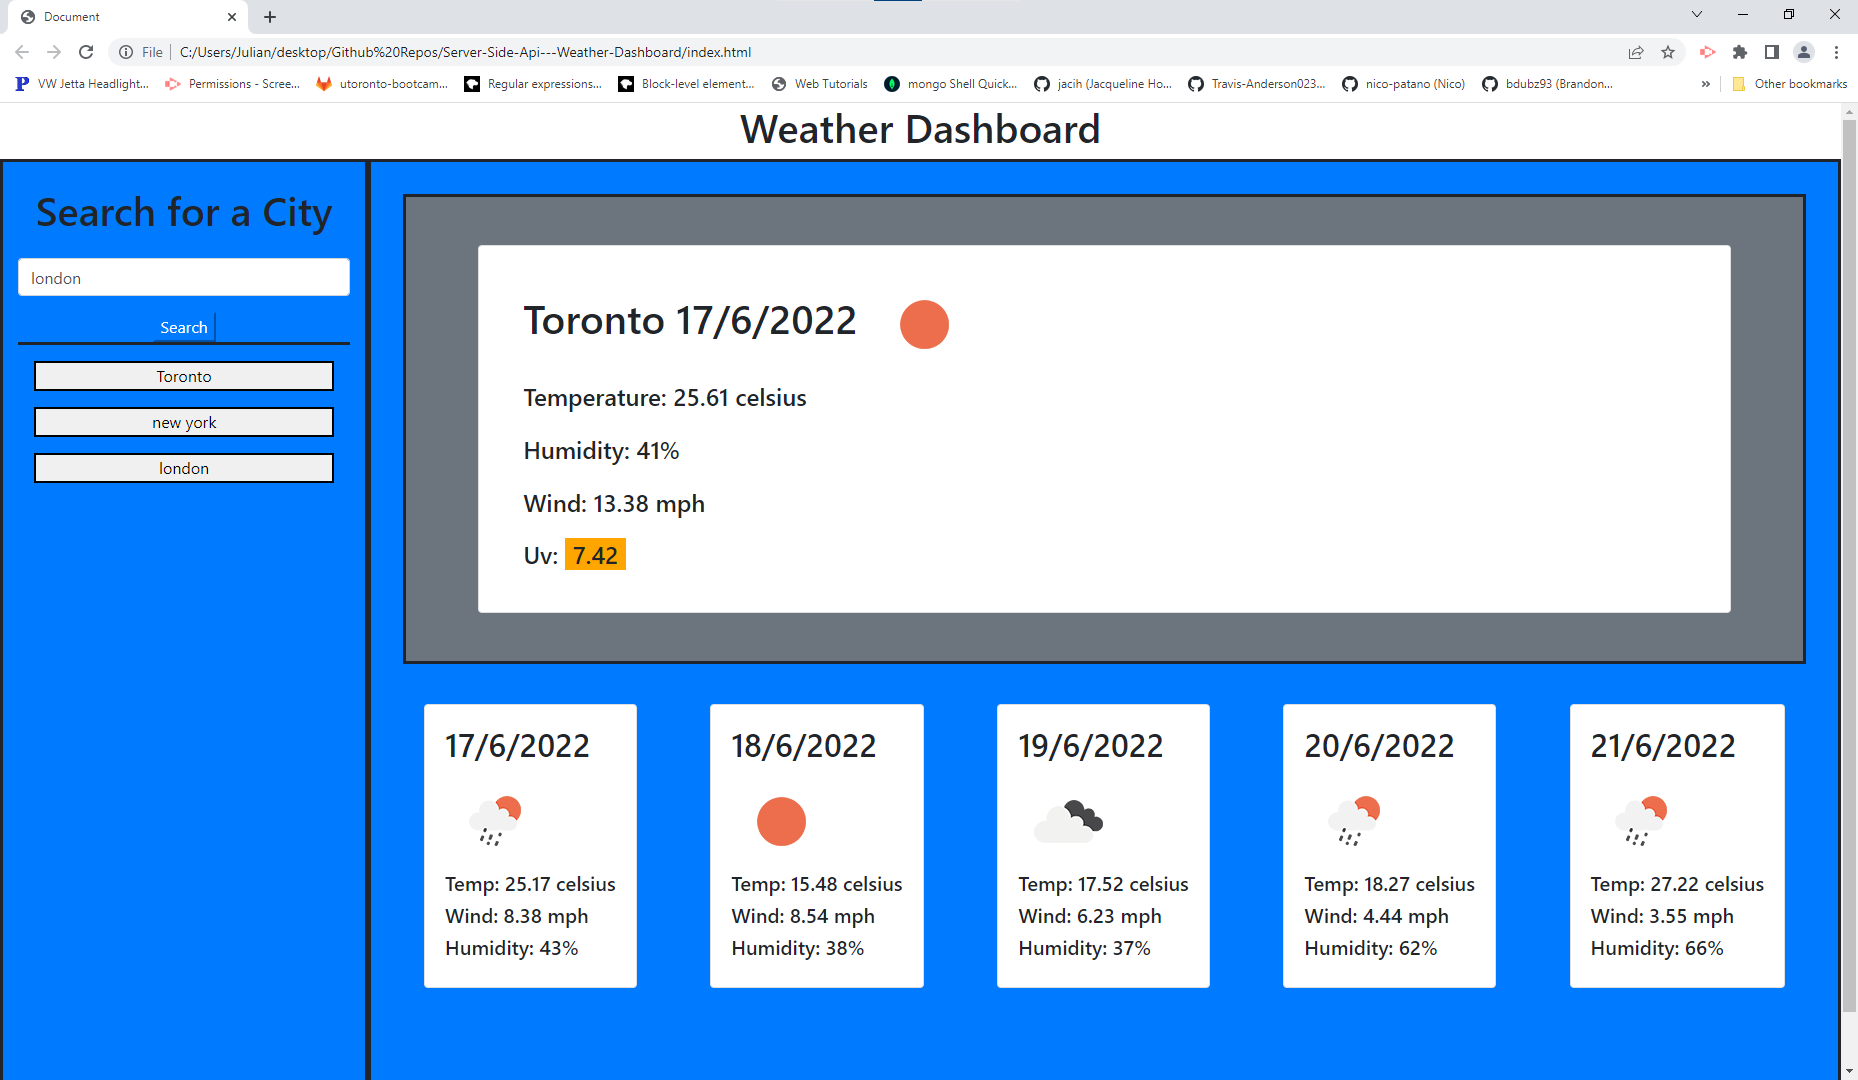 Document
File
C:/Users/Julian/desktop/Github%20Repos/Server-Side-Api---Weather-Dashboard/index.html
VW Jetta Headlight...
Permissions - Scree...
utoronto-bootcam...
Regular expressions...
Block-level element...
Web Tutorials
mongo Shell Quick...
jacih (Jacqueline Ho...
Travis-Anderson023...
nico-patano (Nico)
bdubz93 (Brandon...
»
Other bookmarks
Weather Dashboard
Search for a City
london
Search
Toronto
new york
london
Toronto 17/6/2022
Temperature: 25.61 celsius
Humidity: 41%
Wind: 13.38 mph
Uv: 7.42
17/6/2022
Temp: 25.17 celsius
Wind: 8.38 mph
Humidity: 43%
18/6/2022
Temp: 15.48 celsius
Wind: 8.54 mph
Humidity: 38%
19/6/2022
Temp: 17.52 celsius
Wind: 6.23 mph
Humidity: 37%
20/6/2022
Temp: 18.27 celsius
Wind: 4.44 mph
Humidity: 62%
21/6/2022
Temp: 27.22 celsius
Wind: 3.55 mph
Humidity: 66%